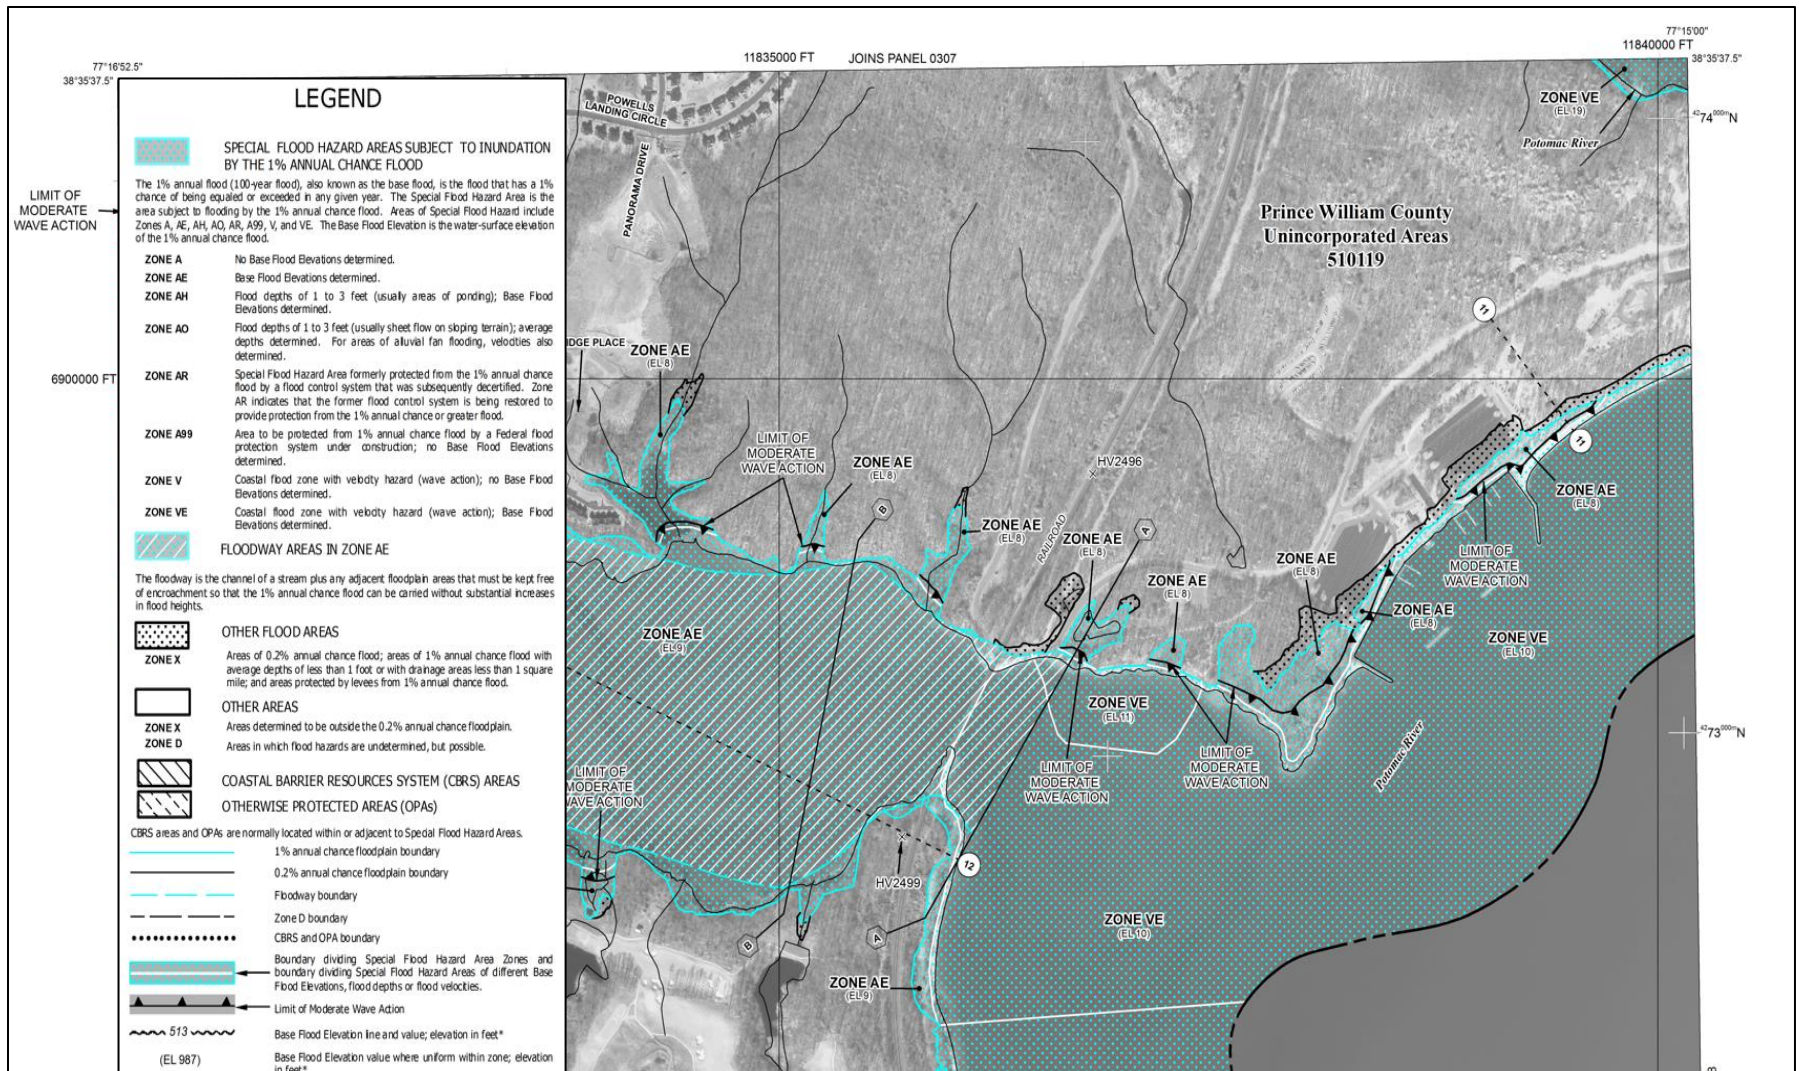 77°16'52.5"
38°35'37.5"
11835000 FT
JOINS PANEL 0307
77°15'00"
11840000 FT
38°35'37.5"
LIMIT OF
MODERATE
WAVE ACTION
6900000 FT
LEGEND
SPECIAL FLOOD HAZARD AREAS SUBJECT TO INUNDATION
BY THE 1% ANNUAL CHANCE FLOOD
The 1% annual flood (100-year flood), also known as the base flood, is the flood that has a 1%
chance of being equaled or exceeded in any given year. The Special Flood Hazard Area is the
area subject to flooding by the 1% annual chance flood. Areas of Special Flood Hazard include
Zones A, AE, AH, AO, AR, A99, V, and VE. The Base Flood Elevation is the water-surface elevation
of the 1% annual chance flood.
ZONE A No Base Flood Elevations determined.
ZONE AE Base Flood Elevations determined.
ZONE AH Flood depths of 1 to 3 feet (usually areas of ponding); Base Flood
Elevations determined.
ZONE AO Flood depths of 1 to 3 feet (usually sheet flow on sloping terrain); average
depths determined. For areas of alluvial fan flooding, velocities also
determined.
ZONE AR Special Flood Hazard Area formerly protected from the 1% annual chance
flood by a flood control system that was subsequently decertified. Zone
AR indicates that the former flood control system is being restored to
provide protection from the 1% annual chance or greater flood.
ZONE A99 Area to be protected from 1% annual chance flood by a Federal flood
protection system under construction; no Base Flood Elevations
determined.
ZONE V Coastal flood zone with velocity hazard (wave action); no Base Flood
Elevations determined.
ZONE VE Coastal flood zone with velocity hazard (wave action); Base Flood
Elevations determined.
FLOODWAY AREAS IN ZONE AE
The floodway is the channel of a stream plus any adjacent floodplain areas that must be kept free
of encroachment so that the 1% annual chance flood can be carried without substantial increases
in flood heights.
OTHER FLOOD AREAS
ZONE X Areas of 0.2% annual chance flood; areas of 1% annual chance flood with
average depths of less than 1 foot or with drainage areas less than 1 square
mile; and areas protected by levees from 1% annual chance flood.
OTHER AREAS
ZONE X Areas determined to be outside the 0.2% annual chance floodplain.
ZONE D Areas in which flood hazards are undetermined, but possible.
COASTAL BARRIER RESOURCES SYSTEM (CBRS) AREAS
OTHERWISE PROTECTED AREAS (OPAs)
CBRS areas and OPAs are normally located within or adjacent to Special Flood Hazard Areas.
1% annual chance floodplain boundary
0.2% annual chance floodplain boundary
Floodway boundary
Zone D boundary
CBRS and OPA boundary
Boundary dividing Special Flood Hazard Area Zones and
boundary dividing Special Flood Hazard Areas of different Base
Flood Elevations, flood depths or flood velocities.
Limit of Moderate Wave Action
513 Base Flood Elevation line and value; elevation in feet*
(EL 987) Base Flood Elevation value where uniform within zone; elevation
in feet*
POWELLS
LANDING CIRCLE
PANORAMA DRIVE
IDGE PLACE
ZONE AE
(EL 8)
LIMIT OF
MODERATE
WAVE ACTION
ZONE AE
(EL 8)
B
ZONE AE
(EL 8)
RAILROAD
HV2496
ZONE AE
(EL 8)
A
ZONE AE
(EL 8)
ZONE AE
(EL 8)
Prince William County
Unincorporated Areas
510119
ZONE VE
(EL 19)
Potomac River
4274000mN
11
11
ZONE AE
(EL 8)
LIMIT OF
MODERATE
WAVE ACTION
ZONE AE
(EL 8)
ZONE VE
(EL 10)
ZONE AE
(EL 9)
ZONE VE
(EL 11)
LIMIT OF
MODERATE
WAVE ACTION
LIMIT OF
MODERATE
WAVE ACTION
Potomac River
4273000mN
LIMIT OF
MODERATE
WAVE ACTION
HV2499
12
B
A
ZONE VE
(EL 10)
ZONE AE
(EL 9)